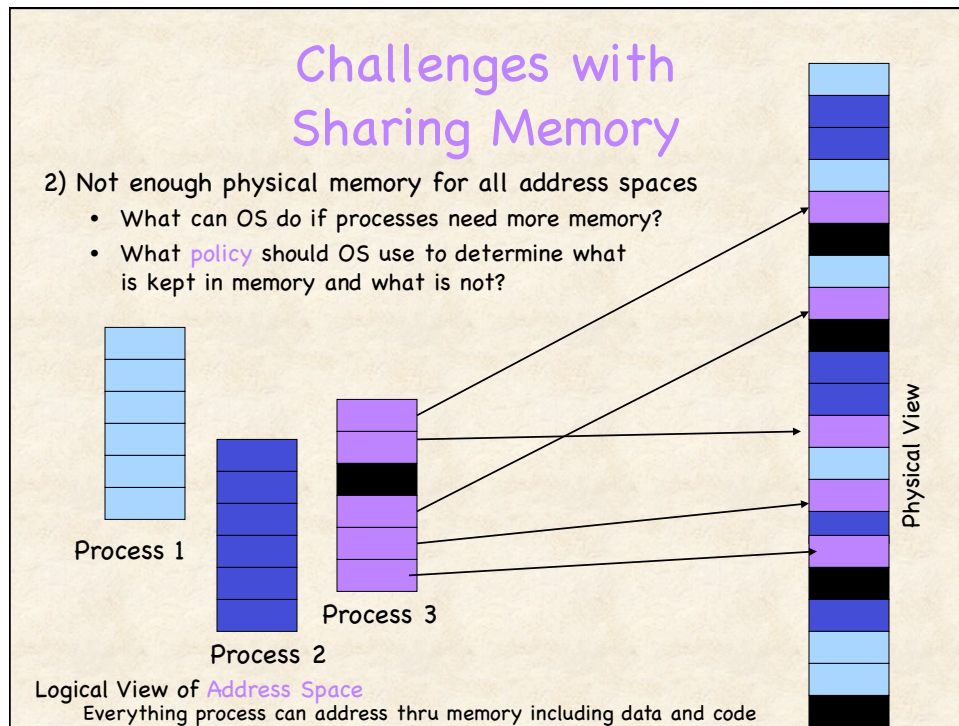 Challenges with
Sharing Memory
2) Not enough physical memory for all address spaces
• What can OS do if processes need more memory?
• What policy should OS use to determine what
is kept in memory and what is not?
Process 1
Process 2
Process 3
Physical View
Logical View of Address Space
Everything process can address thru memory including data and code